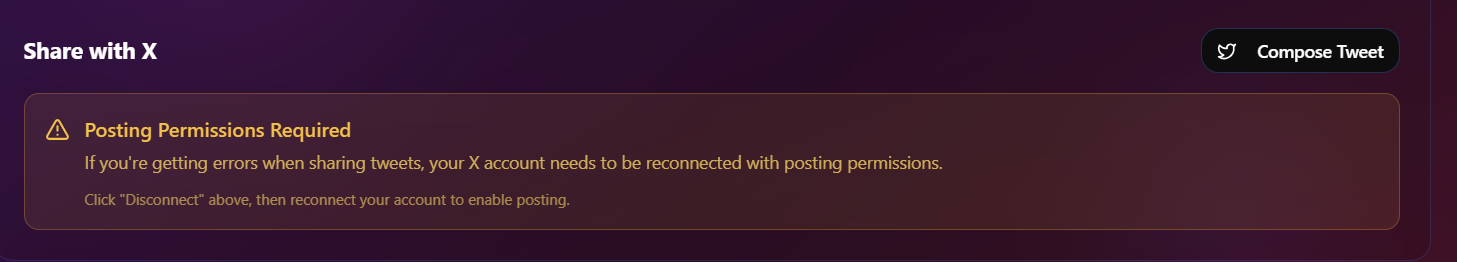 Share with X
Compose Tweet
Posting Permissions Required
If you're getting errors when sharing tweets, your X account needs to be reconnected with posting permissions.
Click "Disconnect" above, then reconnect your account to enable posting.